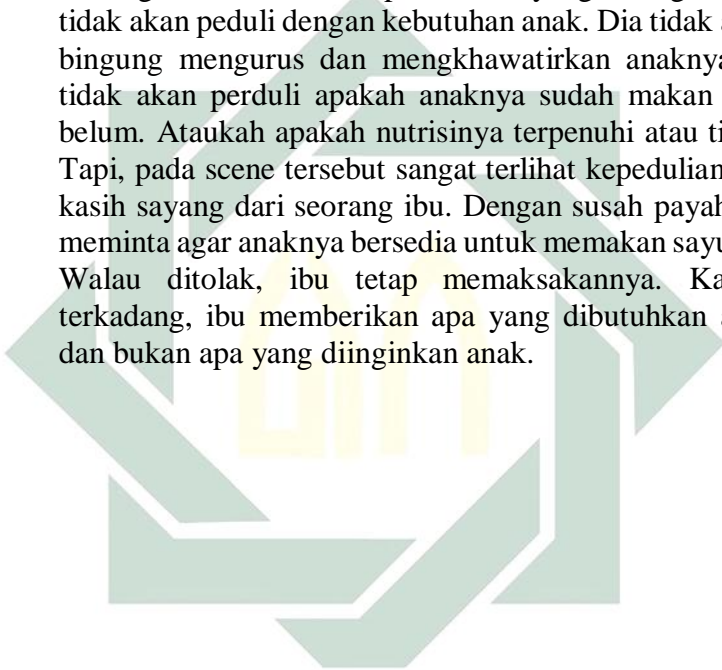 tidak akan peduli dengan kebutuhan anak. Dia tidak
bingung mengurus dan mengkhawatirkan anaknya
tidak akan perduli apakah anaknya sudah makan
belum. Ataukah apakah nutrisinya terpenuhi atau
Tapi, pada scene tersebut sangat terlihat kepedulian
kasih sayang dari seorang ibu. Dengan susah payah
meminta agar anaknya bersedia untuk memakan
Walau ditolak, ibu tetap memaksakannya.
terkadang, ibu memberikan apa yang dibutuhkan
dan bukan apa yang diinginkan anak.